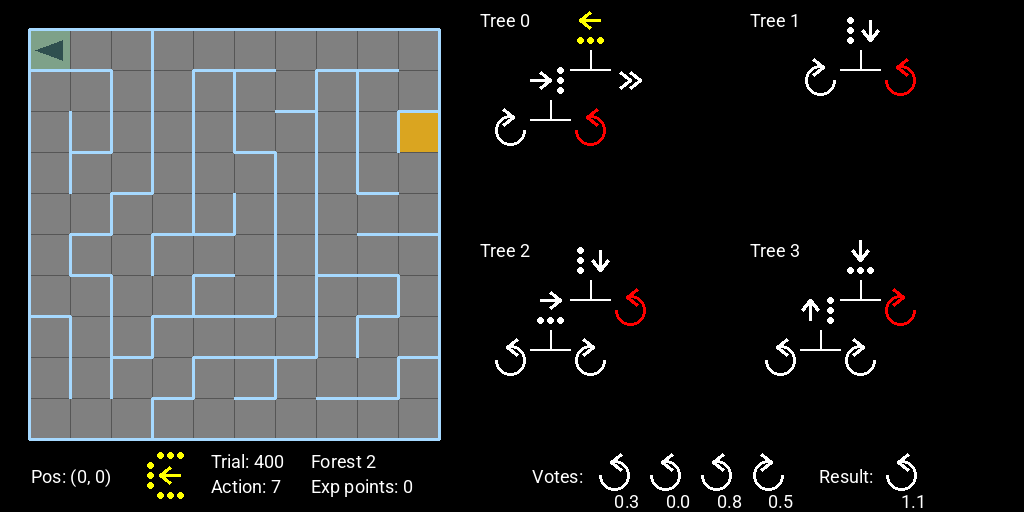 Tree 0
Tree 1
Tree 2
Tree 3
Pos: (0, 0)
Trial: 400
Forest 2
Action: 7
Exp points: 0
Votes:
0.3
0.0
0.8
0.5
Result:
1.1